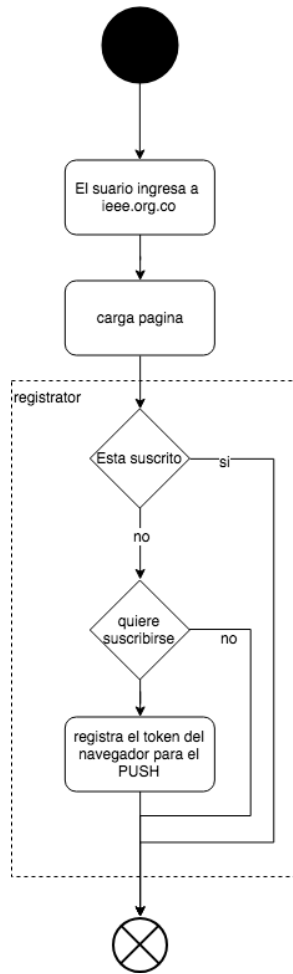 El suario ingresa a
ieee.org.co
carga pagina
registrator
Esta suscrito
si
no
quiere
suscribirse
no
registra el token del
navegador para el
PUSH